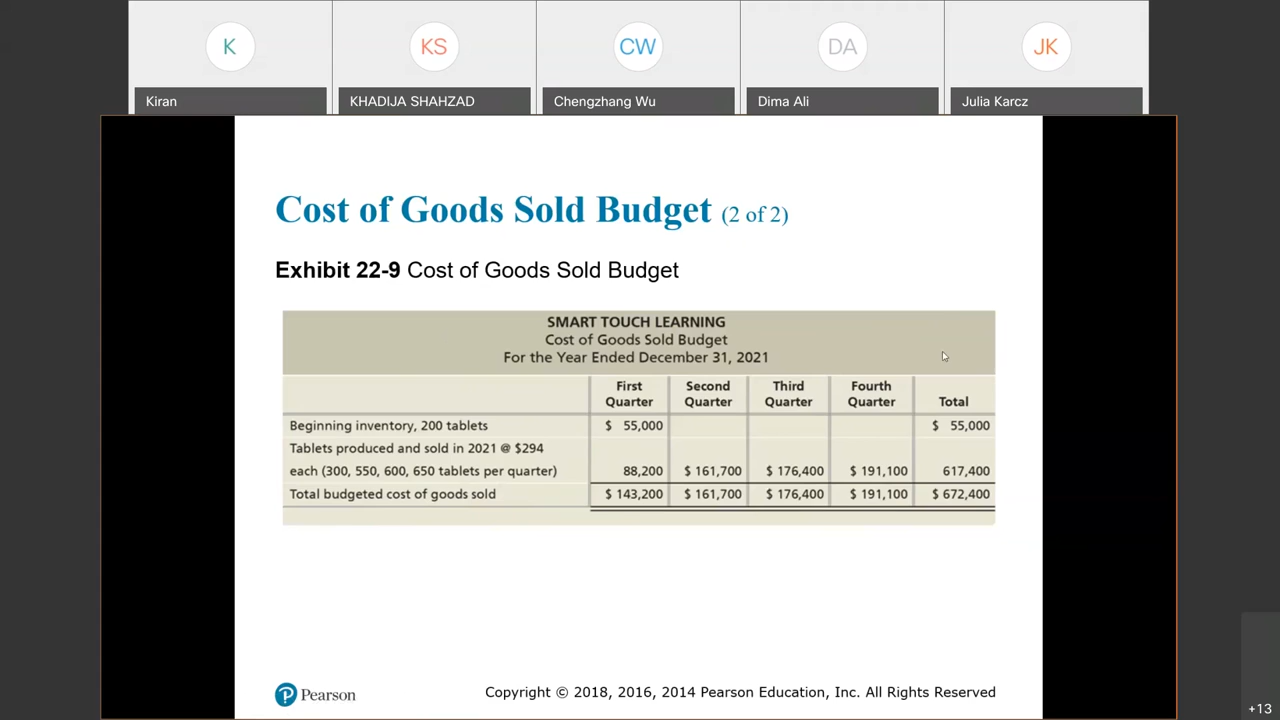 K KS CW DA JK
Kiran KHADIJA SHAHZAD Chengzhang Wu Dima Ali Julia Karcz
Cost of Goods Sold Budget (2 of 2)
Exhibit 22-9 Cost of Goods Sold Budget
SMART TOUCH LEARNING
Cost of Goods Sold Budget
For the Year Ended December 31, 2021
First Second Third Fourth
Quarter Quarter Quarter Quarter Total
Beginning inventory, 200 tablets $ 55,000 $ 55,000
Tablets produced and sold in 2021 @ $294
each (300, 550, 600, 650 tablets per quarter) 88,200 $ 161,700 $ 176,400 $ 191,100 617,400
Total budgeted cost of goods sold $ 143,200 $ 161,700 $ 176,400 $ 191,100 $ 672,400
P Pearson Copyright © 2018, 2016, 2014 Pearson Education, Inc. All Rights Reserved
+13